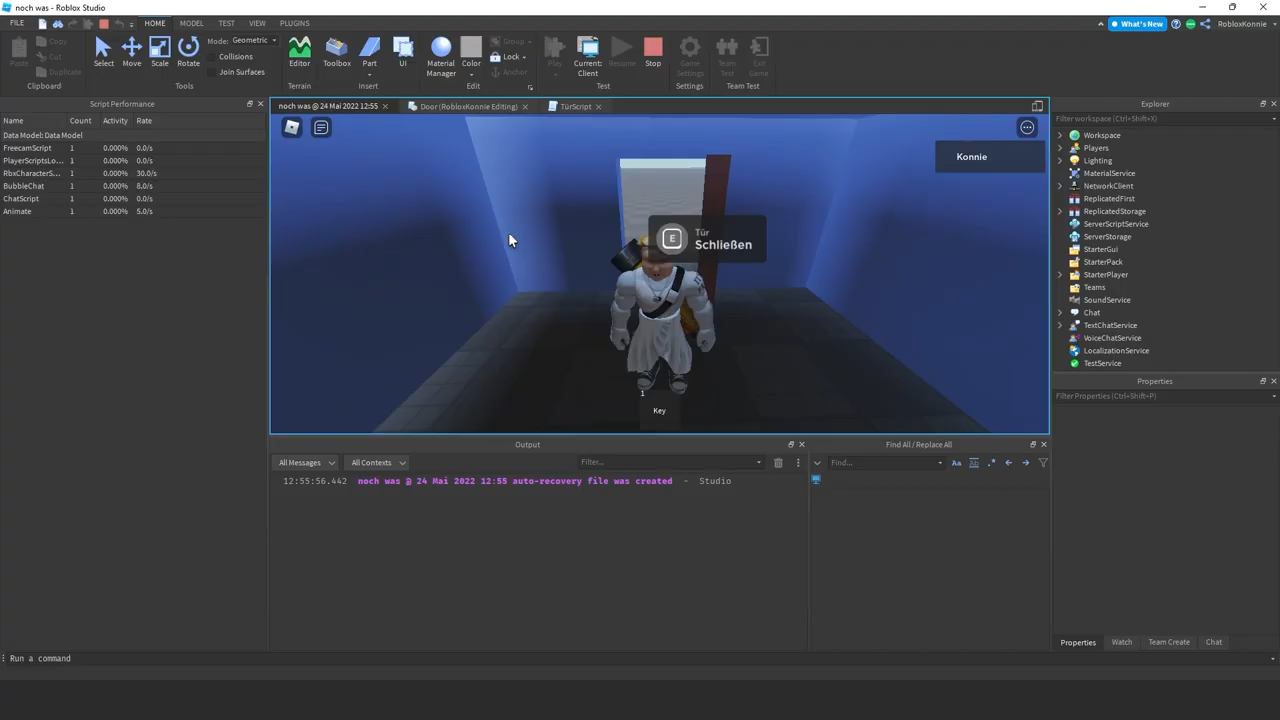 noch was - Roblox Studio
FILE
HOME
MODEL
TEST
VIEW
PLUGINS
What's New
RobloxKonnie
Paste
Copy
Cut
Duplicate
Clipboard
Select
Move
Scale
Rotate
Mode: Geometric
Collisions
Join Surfaces
Tools
Editor
Terrain
Toolbox
Part
UI
Insert
Material
Manager
Color
Group
Lock
Anchor
Edit
Play
Current:
Client
Resume
Stop
Test
Game
Settings
Settings
Team
Test
Exit
Game
Team Test
Script Performance
Name Count Activity Rate
Data Model: Data Model
FreecamScript 1 0.000% 0.0/s
PlayerScriptsLo... 1 0.000% 0.0/s
RbxCharacterS... 1 0.000% 30.0/s
BubbleChat 1 0.000% 8.0/s
ChatScript 1 0.000% 0.0/s
Animate 1 0.000% 5.0/s
noch was @ 24 Mai 2022 12:55
Door (RobloxKonnie Editing)
TürScript
Konnie
E
Tür
Schließen
1
Key
Explorer
Filter workspace (Ctrl+Shift+X)
Workspace
Players
Lighting
MaterialService
NetworkClient
ReplicatedFirst
ReplicatedStorage
ServerScriptService
ServerStorage
StarterGui
StarterPack
StarterPlayer
Teams
SoundService
Chat
TextChatService
VoiceChatService
LocalizationService
TestService
Properties
Filter Properties (Ctrl+Shift+P)
Output
All Messages
All Contexts
Filter...
12:55:56.442 noch was @ 24 Mai 2022 12:55 auto-recovery file was created - Studio
Find All / Replace All
Find...
Aa
Ab
Properties
Watch
Team Create
Chat
Run a command